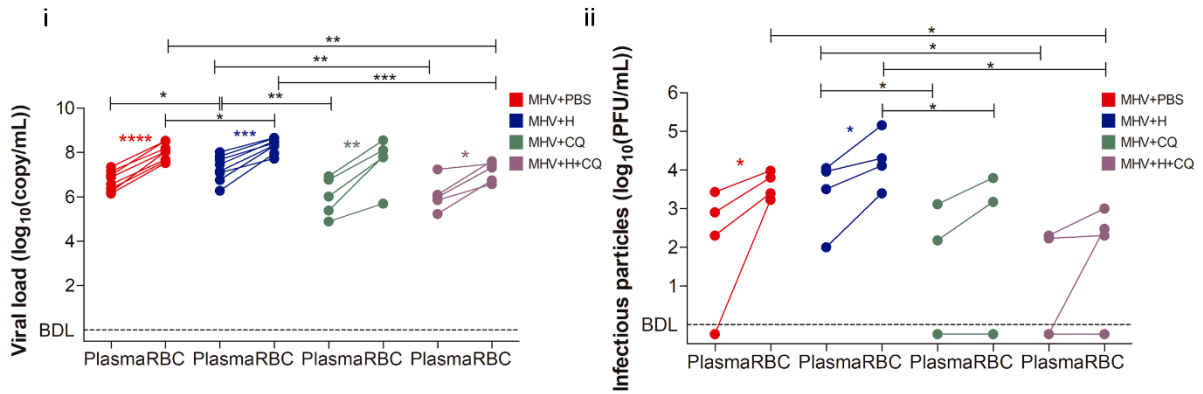 i
Viral load (log10(copy/mL))
10
8
6
4
2
BDL
**
**
***
*
**
*
****
***
**
*
PlasmaRBC PlasmaRBC PlasmaRBC PlasmaRBC
MHV+PBS
MHV+H
MHV+CQ
MHV+H+CQ
ii
Infectious particles (log10(PFU/mL))
6
5
4
3
2
1
BDL
*
*
*
*
*
*
*
PlasmaRBC PlasmaRBC PlasmaRBC PlasmaRBC
MHV+PBS
MHV+H
MHV+CQ
MHV+H+CQ